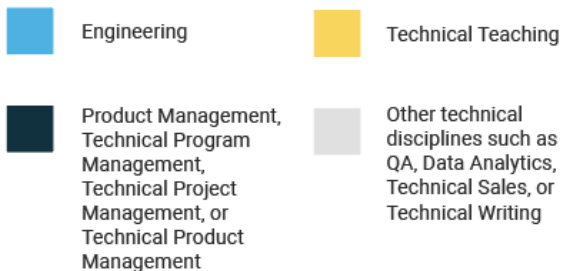 Engineering
Technical Teaching
Product Management,
Technical Program
Management,
Technical Project
Management, or
Technical Product
Management
Other technical
disciplines such as
QA, Data Analytics,
Technical Sales, or
Technical Writing